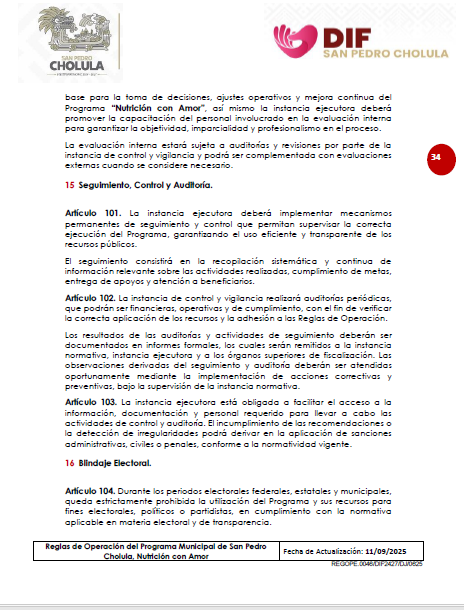 SAN PEDRO
CHOLULA
DIF
SAN PEDRO CHOLULA
base para la toma de decisiones, ajustes operativos y mejora continua del
Programa “Nutrición con Amor”, así mismo la instancia ejecutora deberá
promover la capacitación del personal involucrado en la evaluación interna
para garantizar la objetividad, imparcialidad y profesionalismo en el proceso.
La evaluación interna estará sujeta a auditorías y revisiones por parte de la
instancia de control y vigilancia y podrá ser complementada con evaluaciones
externas cuando se considere necesario.
34
15 Seguimiento, Control y Auditoría.
Artículo 101. La instancia ejecutora deberá implementar mecanismos
permanentes de seguimiento y control que permitan supervisar la correcta
ejecución del Programa, garantizando el uso eficiente y transparente de los
recursos públicos.
El seguimiento consistirá en la recopilación sistemática y continua de
información relevante sobre las actividades realizadas, cumplimiento de metas,
entrega de apoyos y atención a beneficiarios.
Artículo 102. La instancia de control y vigilancia realizará auditorías periódicas,
que podrán ser financieras, operativas y de cumplimiento, con el fin de verificar
la correcta aplicación de los recursos y la adhesión a las Reglas de Operación.
Los resultados de las auditorías y actividades de seguimiento deberán ser
documentados en informes formales, los cuales serán remitidos a la instancia
normativa, instancia ejecutora y a los órganos superiores de fiscalización. Las
observaciones derivadas del seguimiento y auditoría deberán ser atendidas
oportunamente mediante la implementación de acciones correctivas y
preventivas, bajo la supervisión de la instancia normativa.
Artículo 103. La instancia ejecutora está obligada a facilitar el acceso a la
información, documentación y personal requerido para llevar a cabo las
actividades de control y auditoría. El incumplimiento de las recomendaciones o
la detección de irregularidades podrá derivar en la aplicación de sanciones
administrativas, civiles o penales, conforme a la normatividad vigente.
16 Blindaje Electoral.
Artículo 104. Durante los periodos electorales federales, estatales y municipales,
queda estrictamente prohibida la utilización del Programa y sus recursos para
fines electorales, políticos o partidistas, en cumplimiento con la normativa
aplicable en materia electoral y de transparencia.
Reglas de Operación del Programa Municipal de San Pedro
Cholula, Nutrición con Amor
Fecha de Actualización: 11/09/2025
REGOPE.0046/DIF2427/DJ/0625